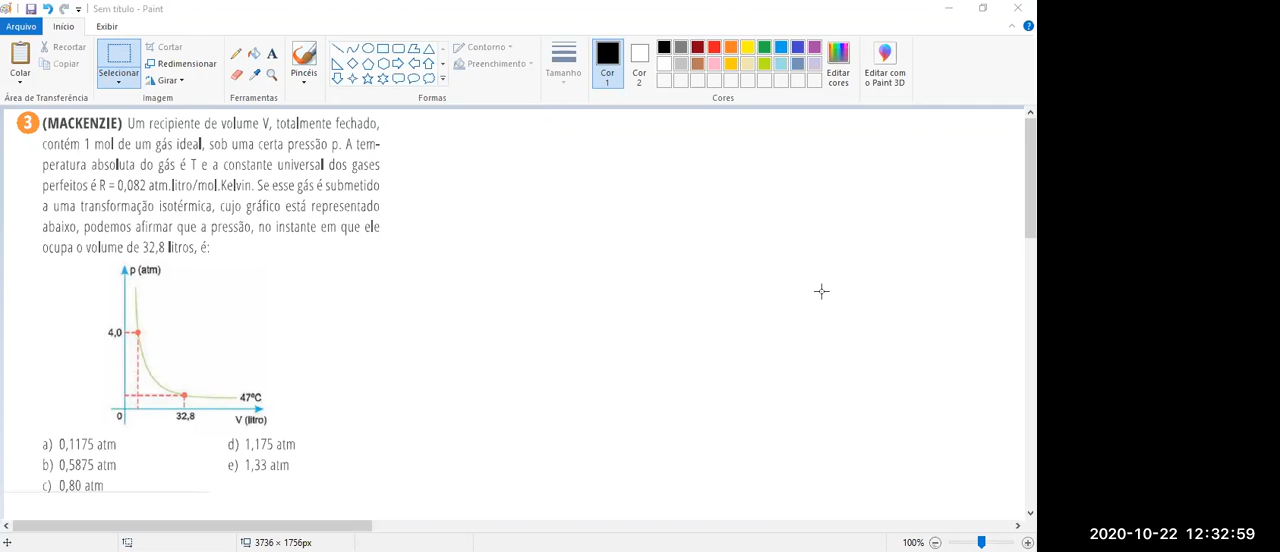 Sem título - Paint
Arquivo Início Exibir
Colar
Recortar
Copiar
Área de Transferência
Selecionar
Cortar
Redimensionar
Girar
Imagem
A
Ferramentas
Pincéis
Contorno
Preenchimento
Formas
Tamanho
Cor
1
Cor
2
Editar
cores
Editar com
o Paint 3D
Cores
3 (MACKENZIE) Um recipiente de volume V, totalmente fechado,
contém 1 mol de um gás ideal, sob uma certa pressão p. A tem-
peratura absoluta do gás é T e a constante universal dos gases
perfeitos é R = 0,082 atm.litro/mol.Kelvin. Se esse gás é submetido
a uma transformação isotérmica, cujo gráfico está representado
abaixo, podemos afirmar que a pressão, no instante em que ele
ocupa o volume de 32,8 litros, é:
p (atm)
4,0
47ºC
0 32,8
V (litro)
a) 0,1175 atm d) 1,175 atm
b) 0,5875 atm e) 1,33 atm
c) 0,80 atm
3736 × 1756px 100%
2020-10-22 12:32:59